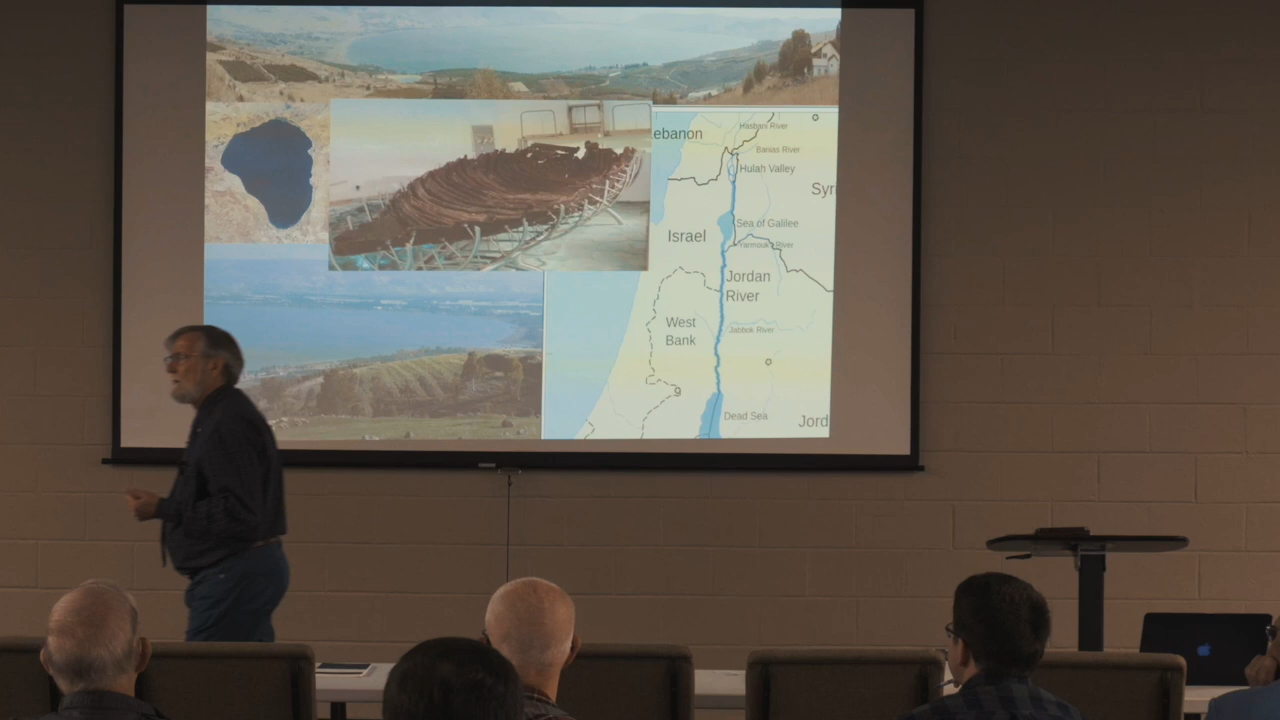 ebanon
Hasbani River
Banias River
Hulah Valley
Syri
Sea of Galilee
Israel
Yarmouk River
Jordan
River
West
Bank
Jabbok River
Dead Sea
Jord